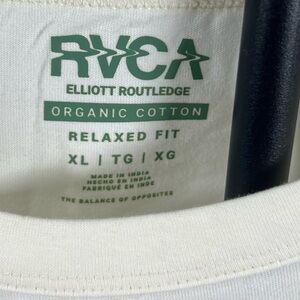 RVCA
ELLIOTT ROUTLEDGE
ORGANIC COTTON
RELAXED FIT
XL | TG | XG
MADE IN INDIA
HECHO EN INDIA
FABRIQUÉ EN INDE
THE BALANCE OF OPPOSITES